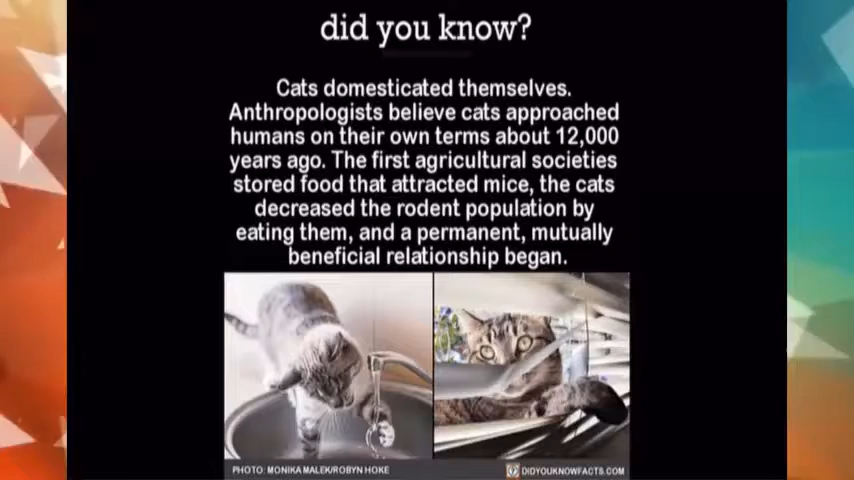 did you know?
Cats domesticated themselves.
Anthropologists believe cats approached
humans on their own terms about 12,000
years ago. The first agricultural societies
stored food that attracted mice, the cats
decreased the rodent population by
eating them, and a permanent, mutually
beneficial relationship began.
PHOTO: MONIKA MALEK/ROBYN HOKE
DIDYOUKNOWFACTS.COM